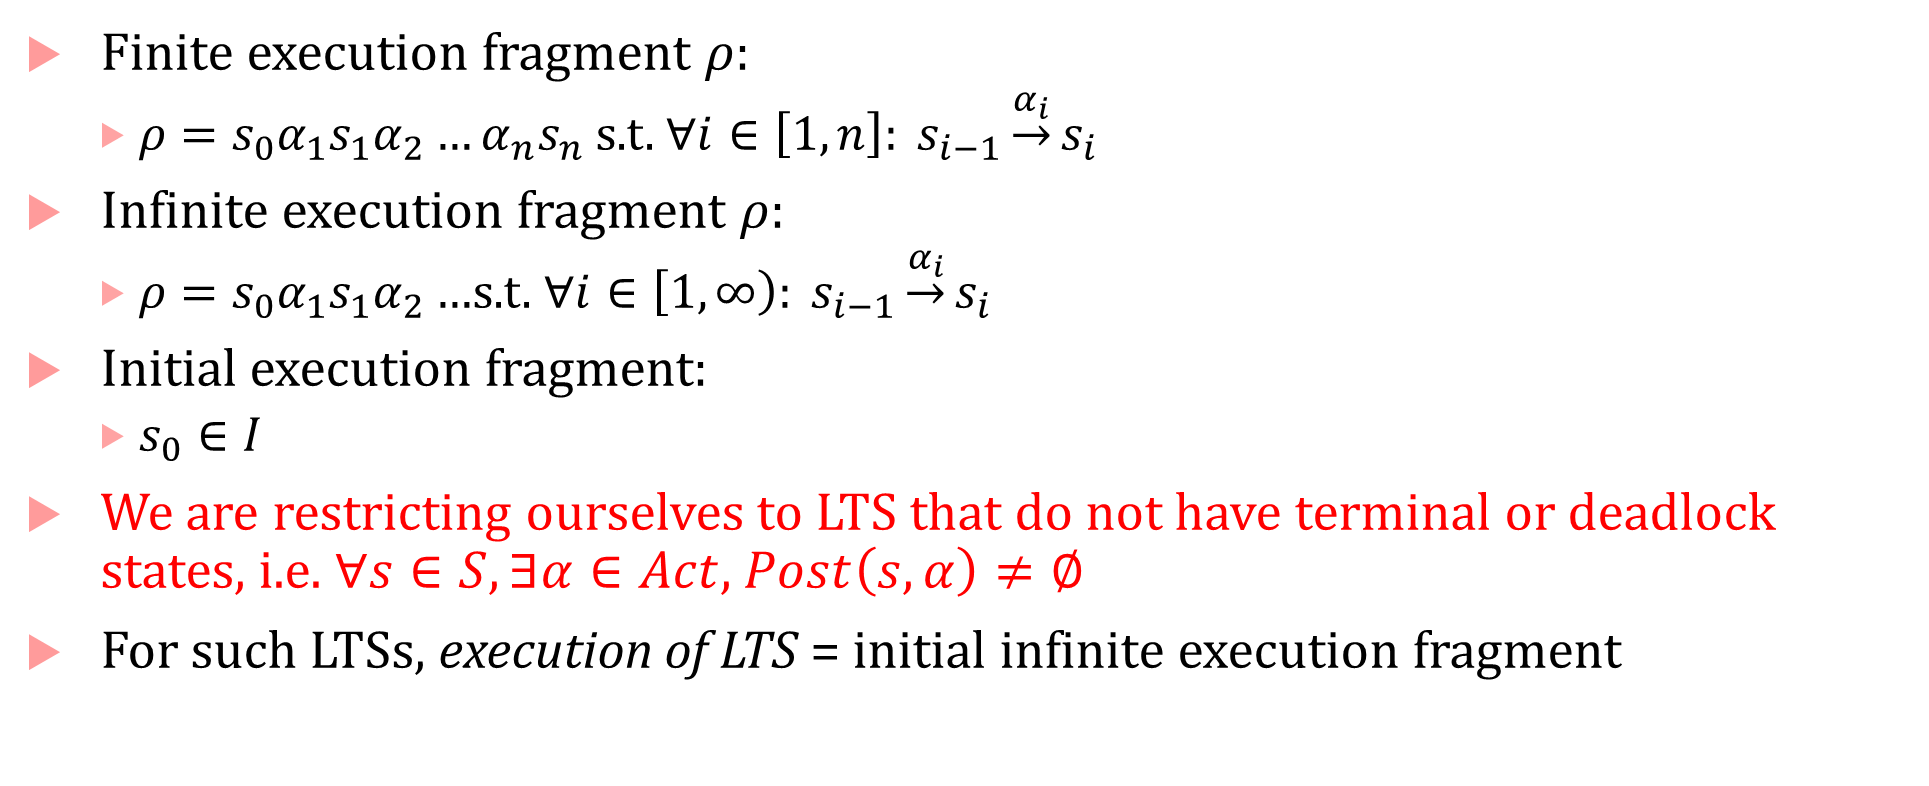 Finite execution fragment 𝜌:
𝜌 = 𝑠₀𝛼₁𝑠₁𝛼₂ … 𝛼ₙ𝑠ₙ s.t. ∀𝑖 ∈ [1, 𝑛]: 𝑠ᵢ₋₁ →^{𝛼ᵢ} 𝑠ᵢ
Infinite execution fragment 𝜌:
𝜌 = 𝑠₀𝛼₁𝑠₁𝛼₂ …s.t. ∀𝑖 ∈ [1, ∞): 𝑠ᵢ₋₁ →^{𝛼ᵢ} 𝑠ᵢ
Initial execution fragment:
𝑠₀ ∈ 𝐼
We are restricting ourselves to LTS that do not have terminal or deadlock
states, i.e. ∀𝑠 ∈ 𝑆, ∃𝛼 ∈ 𝐴𝑐𝑡, 𝑃𝑜𝑠𝑡(𝑠, 𝛼) ≠ ∅
For such LTSs, execution of LTS = initial infinite execution fragment